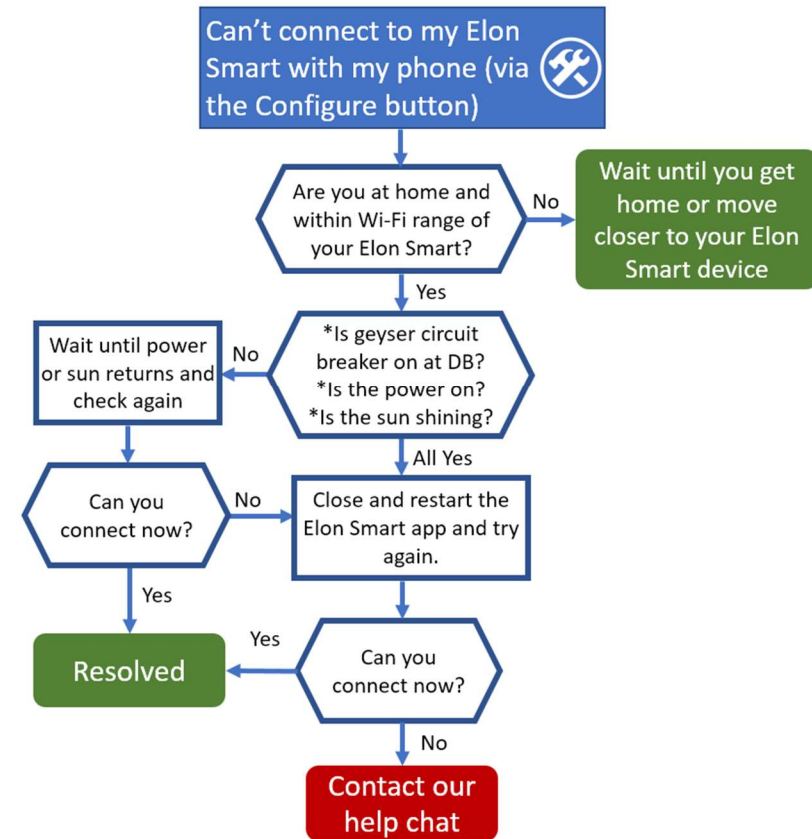 Can't connect to my Elon
Smart with my phone (via
the Configure button)
Are you at home and
within Wi-Fi range of
your Elon Smart?
No
Wait until you get
home or move
closer to your Elon
Smart device
Yes
*Is geyser circuit
breaker on at DB?
*Is the power on?
*Is the sun shining?
No
Wait until power
or sun returns and
check again
All Yes
Can you
connect now?
No
Close and restart the
Elon Smart app and try
again.
Yes
Resolved
Yes
Can you
connect now?
No
Contact our
help chat